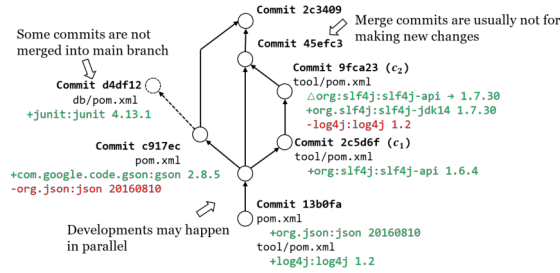 Commit 2c3409
Merge commits are usually not for
making new changes
Commit 45efc3
Some commits are not
merged into main branch
Commit 9fca23 (c₂)
tool/pom.xml
△org:slf4j:slf4j-api → 1.7.30
+org.slf4j:slf4j-jdk14 1.7.30
-log4j:log4j 1.2
Commit d4df12
db/pom.xml
+junit:junit 4.13.1
Commit 2c5d6f (c₁)
tool/pom.xml
+org:slf4j:slf4j-api 1.6.4
Commit c917ec
pom.xml
+com.google.code.gson:gson 2.8.5
-org.json:json 20160810
Commit 13b0fa
pom.xml
+org.json:json 20160810
tool/pom.xml
+log4j:log4j 1.2
Developments may happen
in parallel